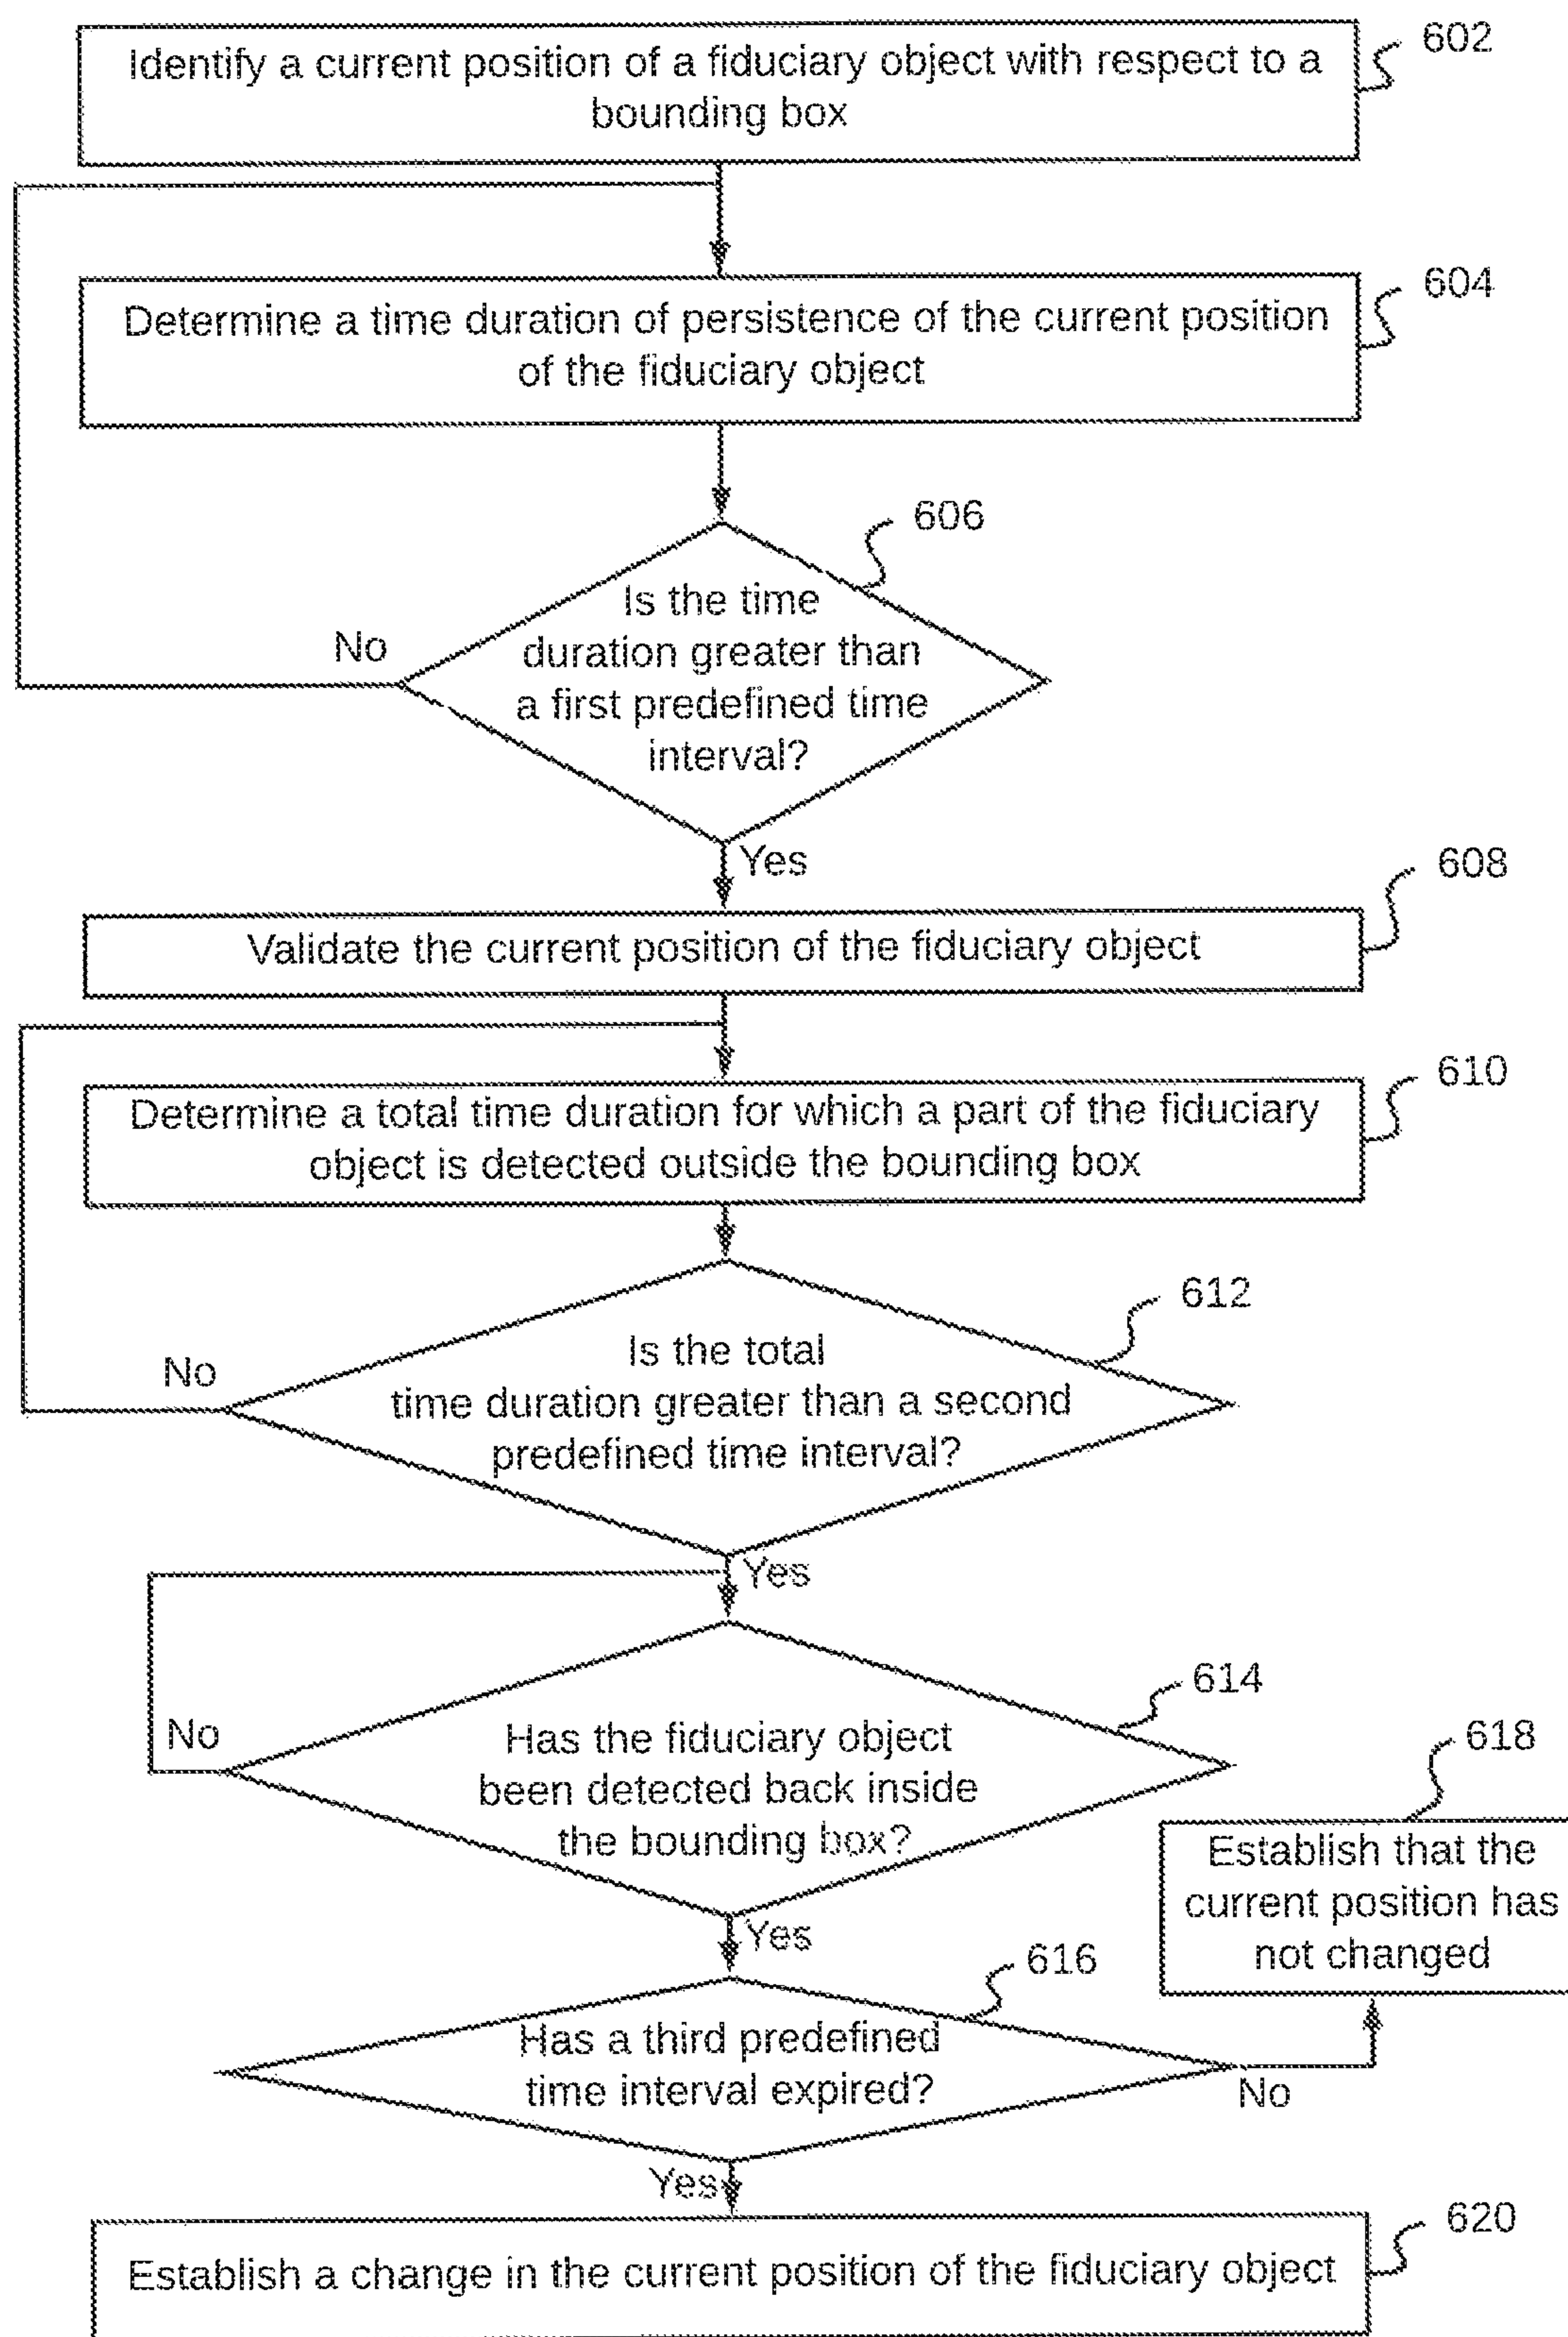 602
Identify a current position of a fiduciary object with respect to a
bounding box
604
Determine a time duration of persistence of the current position
of the fiduciary object
606
Is the time
duration greater than
a first predefined time
interval?
No
Yes
608
Validate the current position of the fiduciary object
610
Determine a total time duration for which a part of the fiduciary
object is detected outside the bounding box
612
Is the total
time duration greater than a second
predefined time interval?
No
Yes
614
Has the fiduciary object
been detected back inside
the bounding box?
No
Yes
618
Establish that the
current position has
not changed
616
Has a third predefined
time interval expired?
No
Yes
620
Establish a change in the current position of the fiduciary object